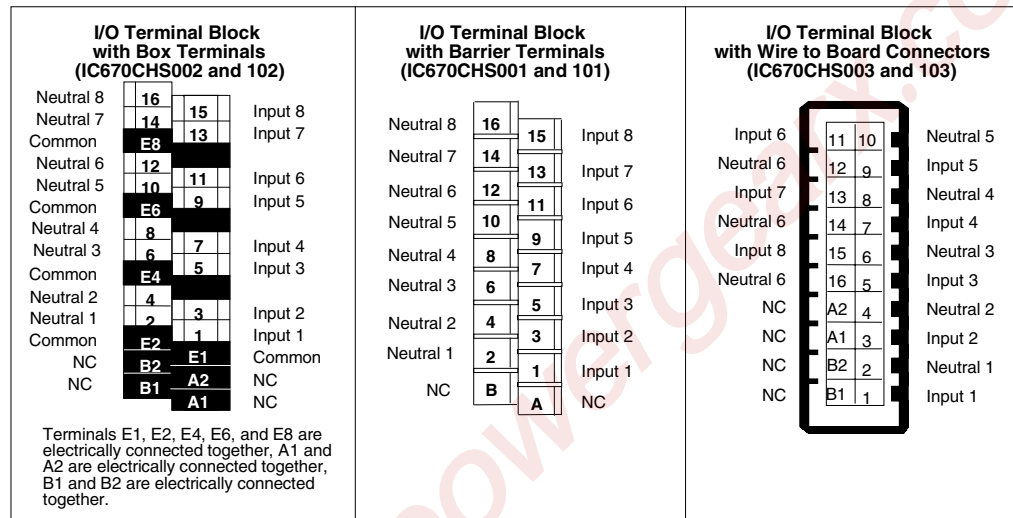 I/O Terminal Block
with Box Terminals
(IC670CHS002 and 102)
Neutral 8 16 15 Input 8
Neutral 7 14 13 Input 7
Common E8
Neutral 6 12 11 Input 6
Neutral 5 10 9 Input 5
Common E6
Neutral 4 8 7 Input 4
Neutral 3 6 5 Input 3
Common E4
Neutral 2 4 3 Input 2
Neutral 1 2 1 Input 1
Common E2 E1 Common
NC B2 A2 NC
NC B1 A1 NC
Terminals E1, E2, E4, E6, and E8 are
electrically connected together, A1 and
A2 are electrically connected together,
B1 and B2 are electrically connected
together.
I/O Terminal Block
with Barrier Terminals
(IC670CHS001 and 101)
Neutral 8 16 15 Input 8
Neutral 7 14 13 Input 7
Neutral 6 12 11 Input 6
Neutral 5 10 9 Input 5
Neutral 4 8 7 Input 4
Neutral 3 6 5 Input 3
Neutral 2 4 3 Input 2
Neutral 1 2 1 Input 1
NC B A NC
I/O Terminal Block
with Wire to Board Connectors
(IC670CHS003 and 103)
Input 6 11 10 Neutral 5
Neutral 6 12 9 Input 5
Input 7 13 8 Neutral 4
Neutral 6 14 7 Input 4
Input 8 15 6 Neutral 3
Neutral 6 16 5 Input 3
NC A2 4 Neutral 2
NC A1 3 Input 2
NC B2 2 Neutral 1
NC B1 1 Input 1
powergearx.co